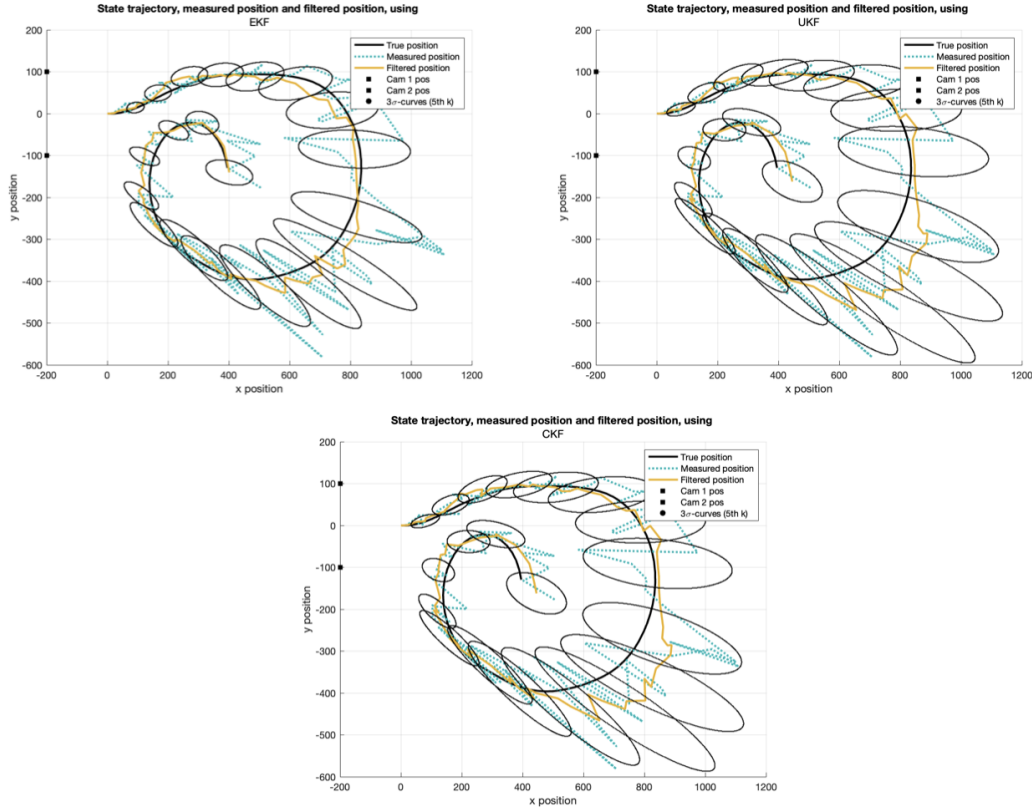 State trajectory, measured position and filtered position, using
EKF
200
100
0
-100
-200
-300
-400
-500
-600
y position
-200
0
200
400
600
800
1000
1200
x position
True position
Measured position
Filtered position
Cam 1 pos
Cam 2 pos
3σ-curves (5th k)
State trajectory, measured position and filtered position, using
UKF
200
100
0
-100
-200
-300
-400
-500
-600
y position
-200
0
200
400
600
800
1000
1200
x position
True position
Measured position
Filtered position
Cam 1 pos
Cam 2 pos
3σ-curves (5th k)
State trajectory, measured position and filtered position, using
CKF
200
100
0
-100
-200
-300
-400
-500
-600
y position
-200
0
200
400
600
800
1000
1200
x position
True position
Measured position
Filtered position
Cam 1 pos
Cam 2 pos
3σ-curves (5th k)